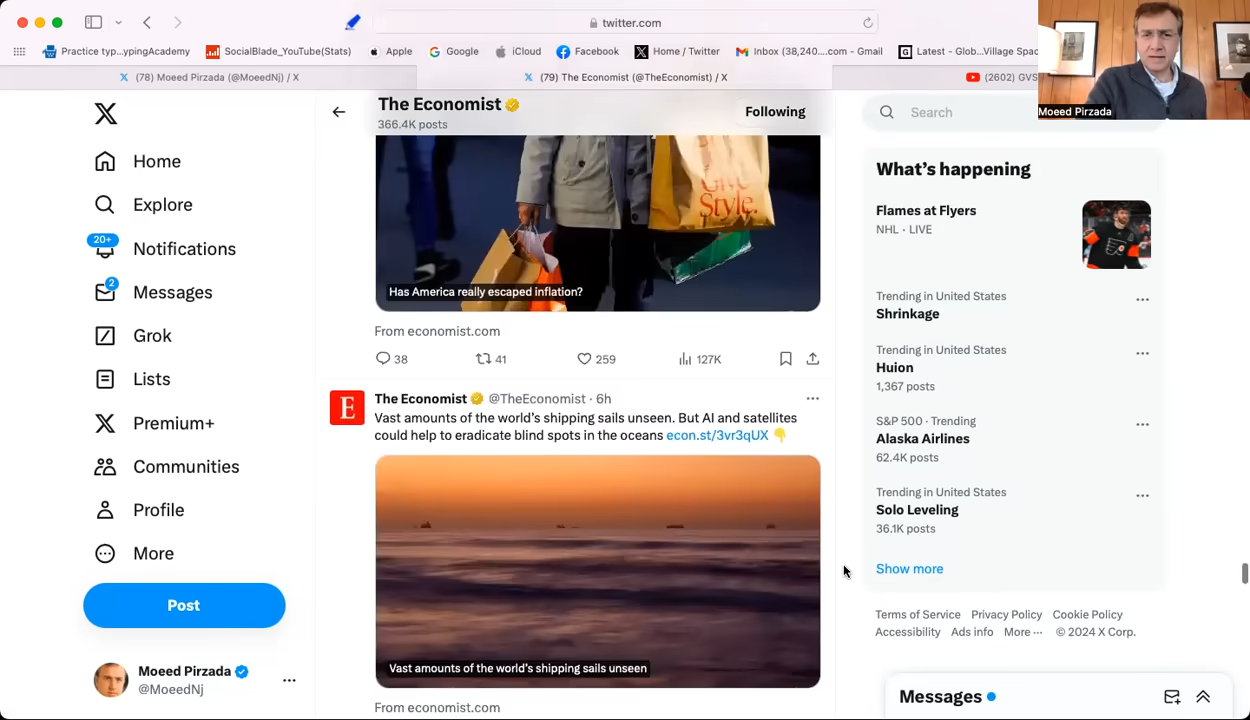 twitter.com
Practice typ...ypingAcademy
SocialBlade_YouTube(Stats)
Apple
Google
iCloud
Facebook
Home / Twitter
Inbox (38,240....com - Gmail
Latest - Glob...Village Spac
(78) Moeed Pirzada (@MoeedNj) / X
(79) The Economist (@TheEconomist) / X
(2602) GVS
Moeed Pirzada
Home
Explore
20+
Notifications
2
Messages
Grok
Lists
Premium+
Communities
Profile
More
Post
Moeed Pirzada
@MoeedNj
The Economist
366.4K posts
Following
Give
Style.
Has America really escaped inflation?
From economist.com
38
41
259
127K
E
The Economist @TheEconomist · 6h
Vast amounts of the world's shipping sails unseen. But AI and satellites
could help to eradicate blind spots in the oceans econ.st/3vr3qUX 👇
Vast amounts of the world's shipping sails unseen
From economist.com
Search
What's happening
Flames at Flyers
NHL · LIVE
Trending in United States
Shrinkage
Trending in United States
Huion
1,367 posts
S&P 500 · Trending
Alaska Airlines
62.4K posts
Trending in United States
Solo Leveling
36.1K posts
Show more
Terms of Service Privacy Policy Cookie Policy
Accessibility Ads info More ··· © 2024 X Corp.
Messages